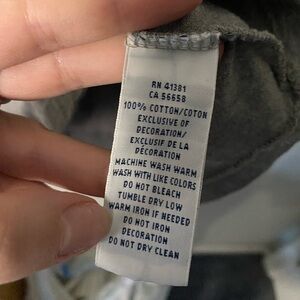 RN 41381
CA 56658
100% COTTON/COTON
EXCLUSIVE OF
DECORATION/
EXCLUSIF DE LA
DÉCORATION
MACHINE WASH WARM
WASH WITH LIKE COLORS
DO NOT BLEACH
TUMBLE DRY LOW
WARM IRON IF NEEDED
DO NOT IRON
DECORATION
DO NOT DRY CLEAN